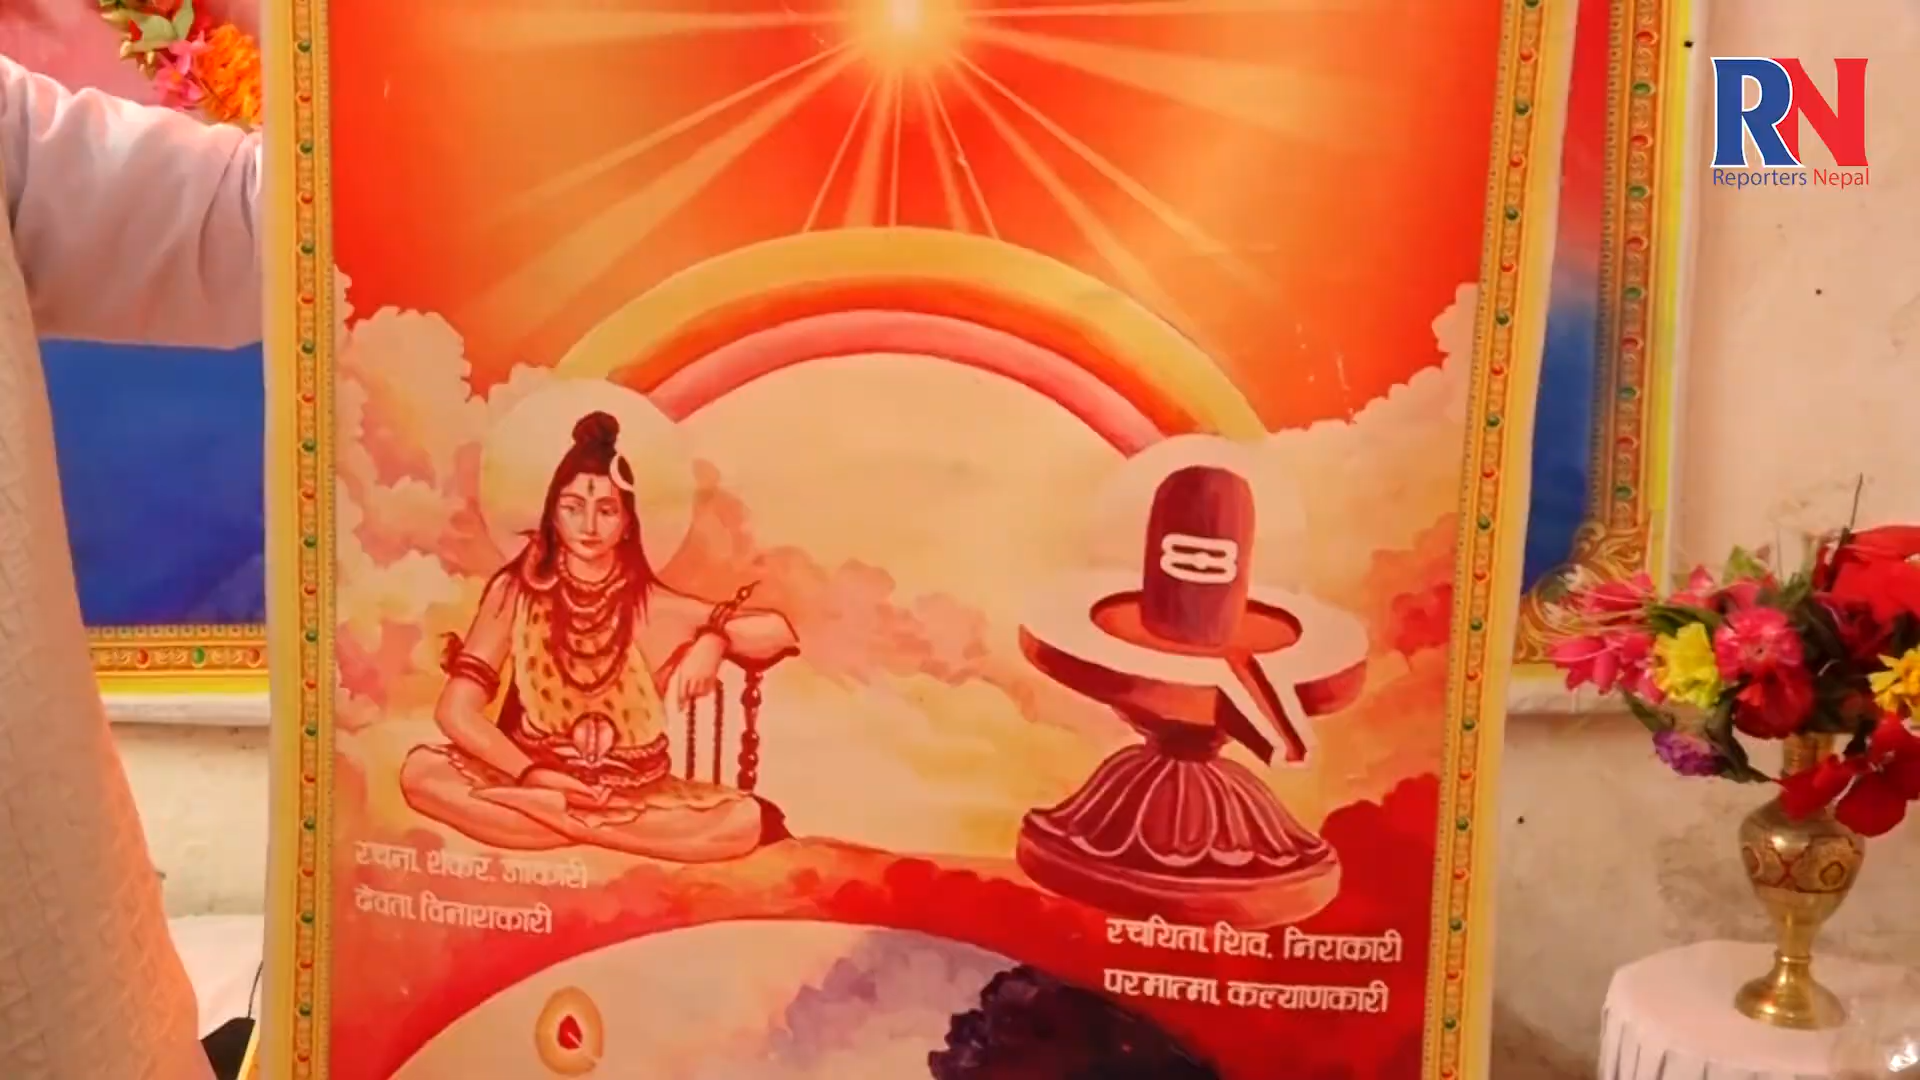 RN
Reporters Nepal
रचना, शंकर,
देवता, विनाशकारी
रचयिता, शिव, निराकारी
परमात्मा, कल्याणकारी